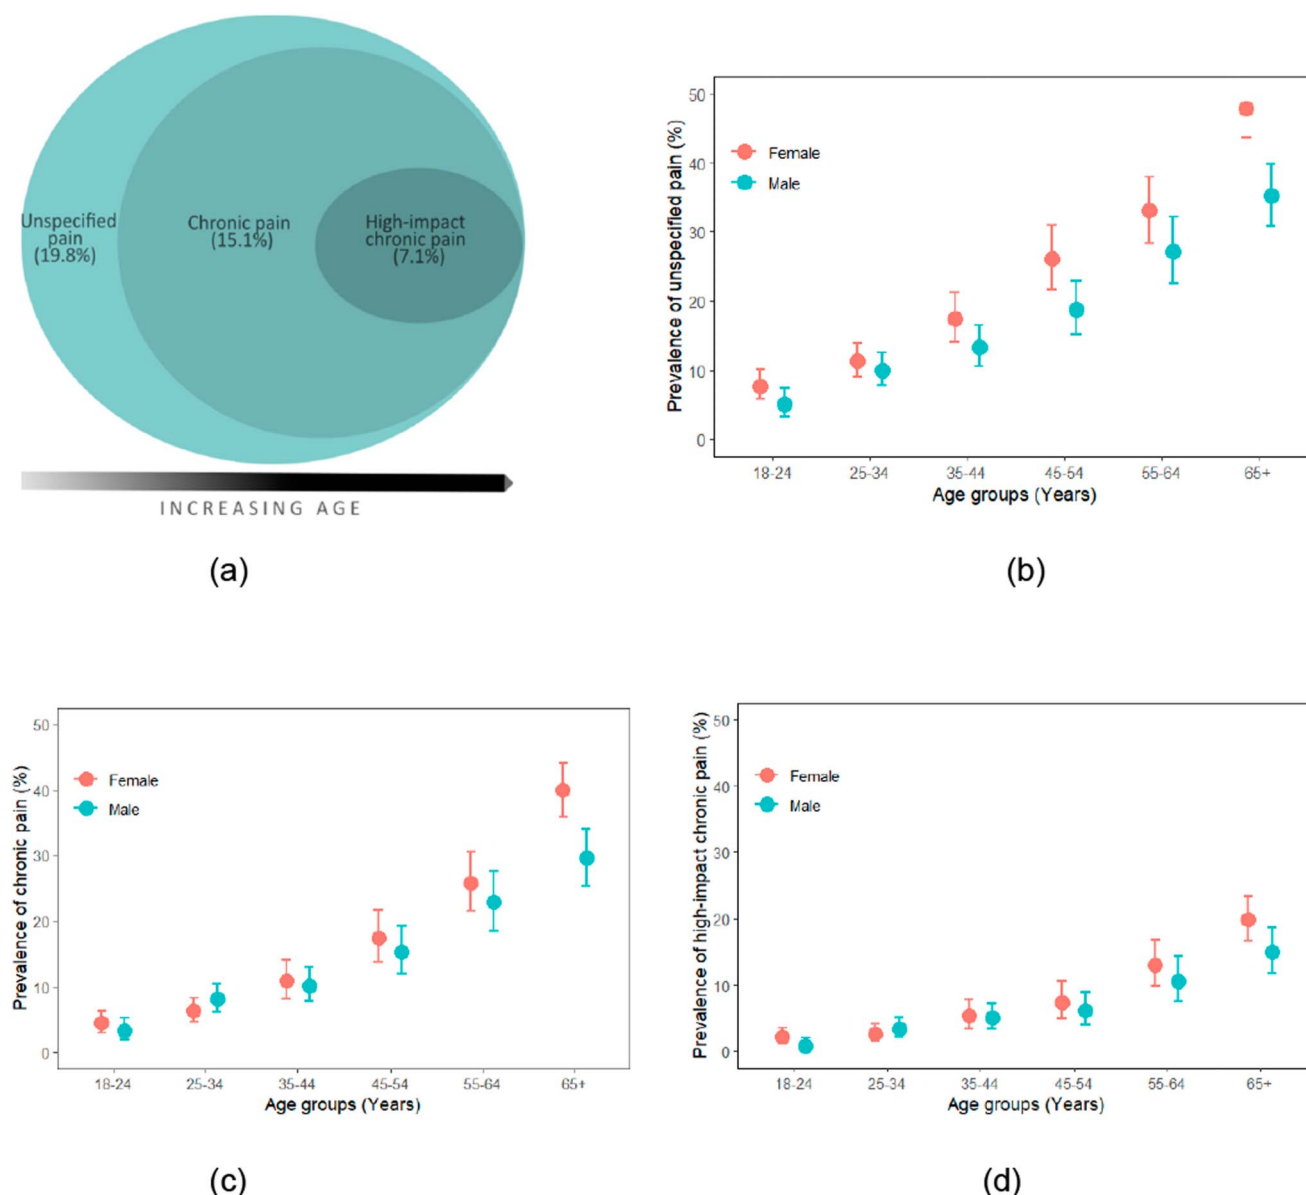 Unspecified
pain
(19.8%)
Chronic pain
(15.1%)
High-impact
chronic pain
(7.1%)
INCREASING AGE
(a)
Prevalence of unspecified pain (%)
50
40
30
20
10
0
Female
Male
18-24 25-34 35-44 45-54 55-64 65+
Age groups (Years)
(b)
Prevalence of chronic pain (%)
50
40
30
20
10
0
Female
Male
18-24 25-34 35-44 45-54 55-64 65+
Age groups (Years)
(c)
Prevalence of high-impact chronic pain (%)
50
40
30
20
10
0
Female
Male
18-24 25-34 35-44 45-54 55-64 65+
Age groups (Years)
(d)